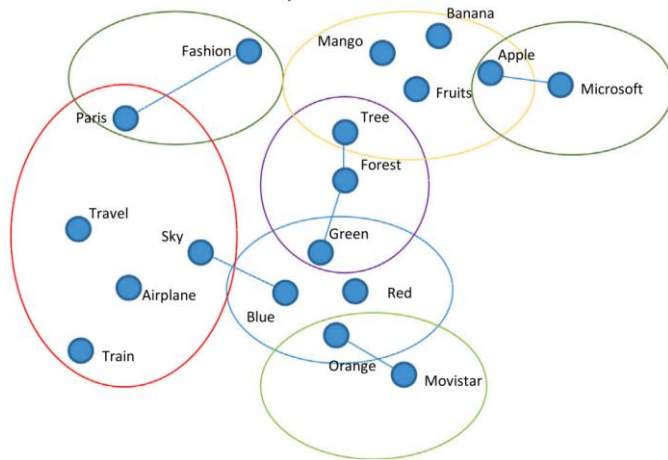 Banana
Fashion
Mango
Apple
Fruits
Microsoft
Paris
Tree
Forest
Travel
Sky
Green
Airplane
Red
Blue
Train
Orange
Movistar